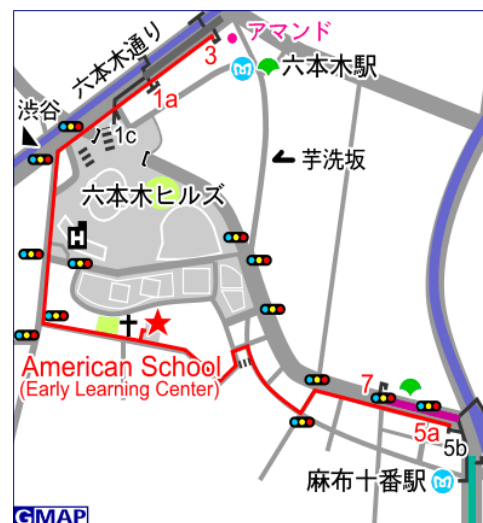 アマンド
六本木通り
3
六本木駅
1a
渋谷
1c
芋洗坂
六本木ヒルズ
H
American School
(Early Learning Center)
7
5a
5b
麻布十番駅
GMAP